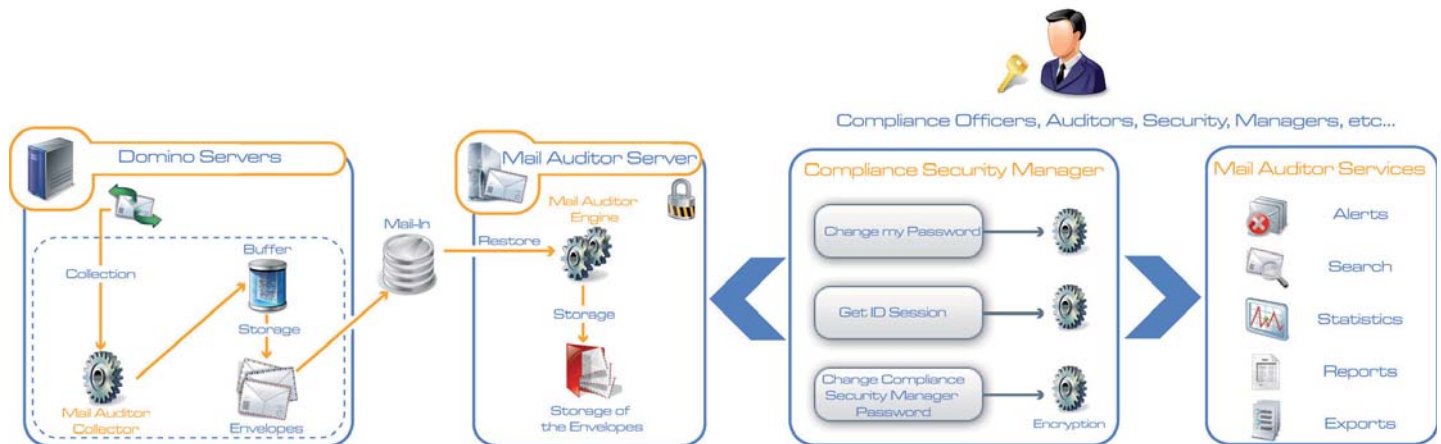 Compliance Officers, Auditors, Security, Managers, etc...
Domino Servers
Collection
Buffer
Storage
Mail Auditor
Collector
Envelopes
Mail-In
Mail Auditor Server
Restore
Mail Auditor
Engine
Storage
Storage of
the Envelopes
Compliance Security Manager
Change my Password
Get ID Session
Change Compliance
Security Manager
Password
Encryption
Mail Auditor Services
Alerts
Search
Statistics
Reports
Exports